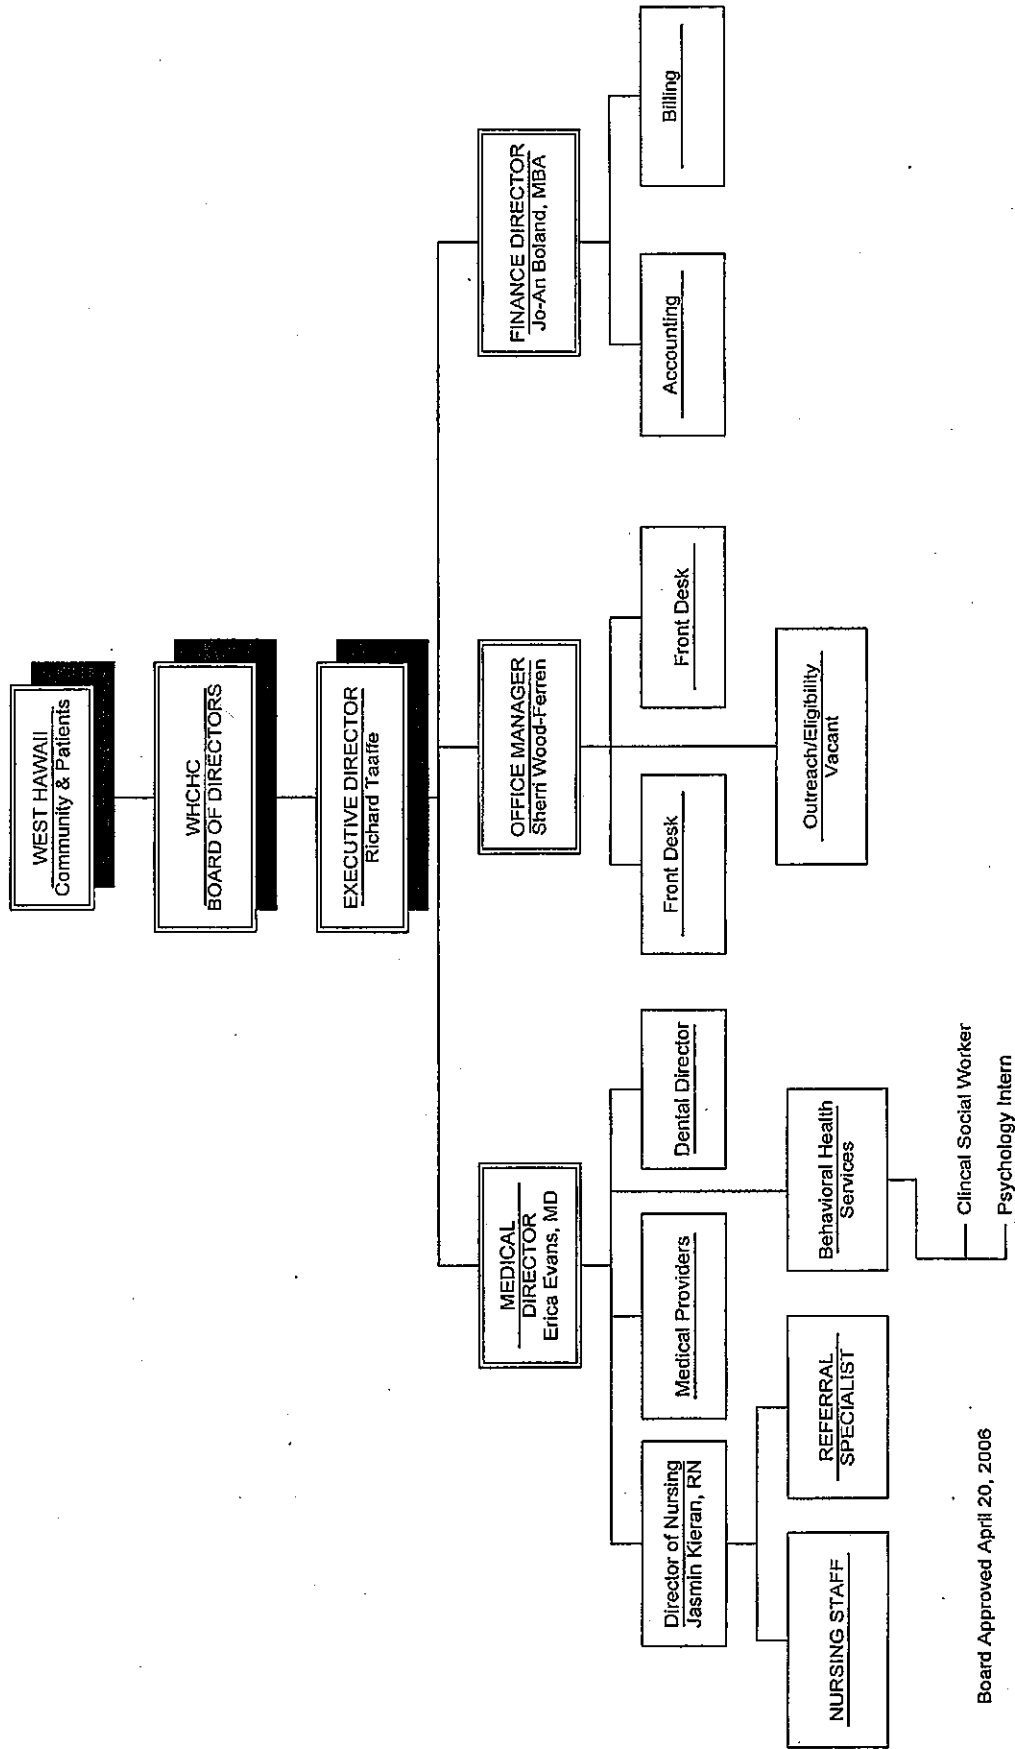 WEST HAWAII
Community & Patients
WHCHC
BOARD OF DIRECTORS
EXECUTIVE DIRECTOR
Richard Taaffe
MEDICAL
DIRECTOR
Erica Evans, MD
OFFICE MANAGER
Sherri Wood-Ferren
FINANCE DIRECTOR
Jo-An Boland, MBA
Director of Nursing
Jasmin Kieran, RN
Medical Providers
Dental Director
Front Desk
Front Desk
Accounting
Billing
NURSING STAFF
REFERRAL
SPECIALIST
Behavioral Health
Services
Outreach/Eligibility
Vacant
Clincal Social Worker
Psychology Intern
Board Approved April 20, 2006